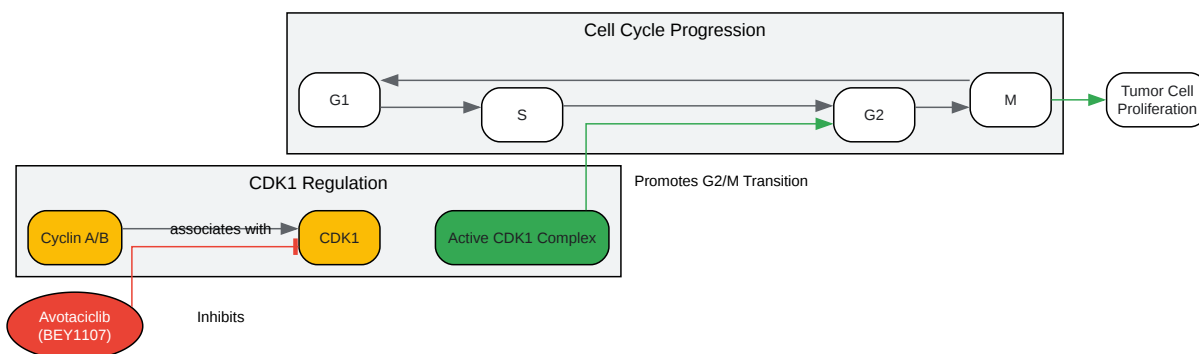 Cell Cycle Progression
G1
S
G2
M
Tumor Cell
Proliferation
CDK1 Regulation
Promotes G2/M Transition
Cyclin A/B
associates with
CDK1
Active CDK1 Complex
Avotaciclib
(BEY1107)
Inhibits